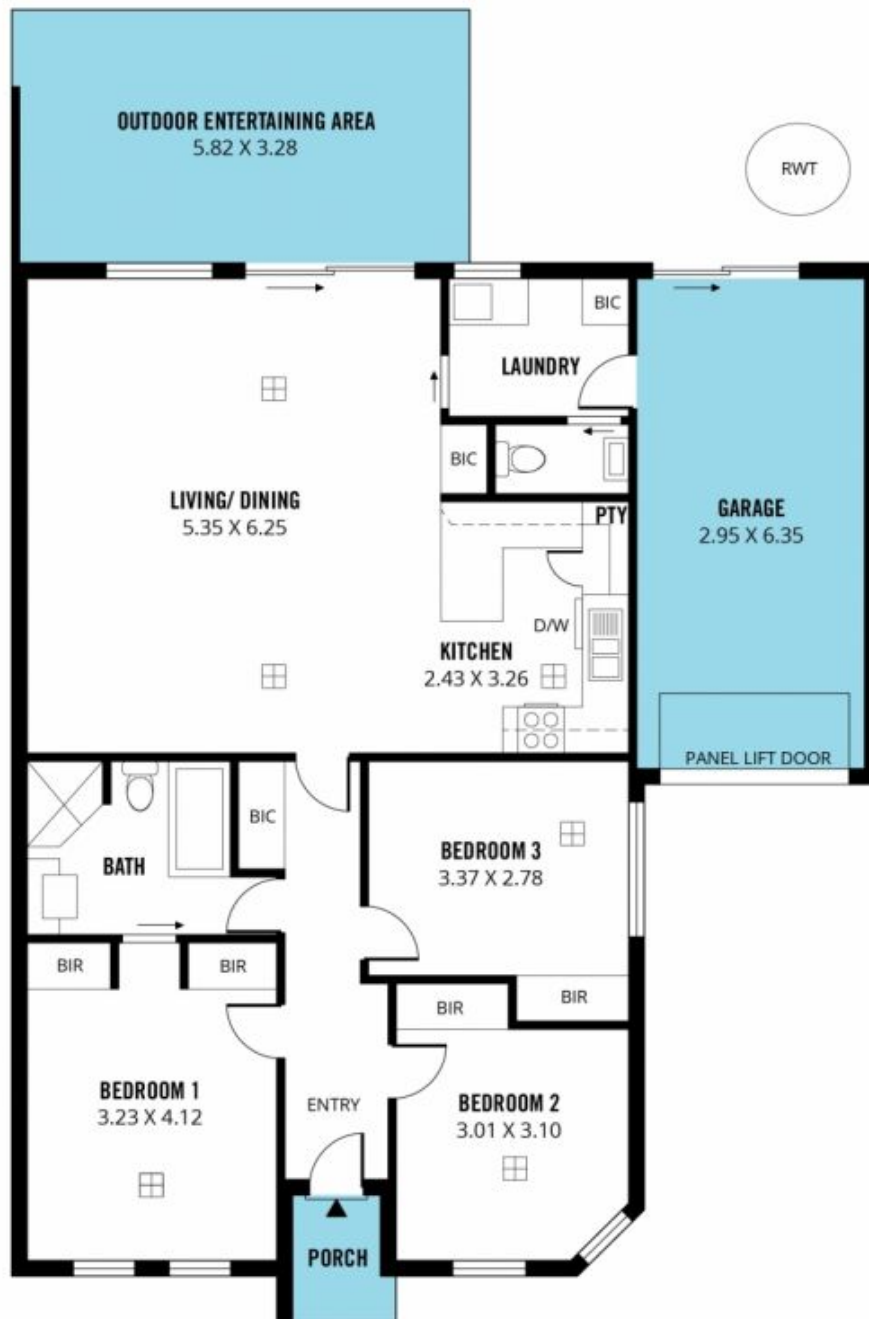 OUTDOOR ENTERTAINING AREA
5.82 X 3.28
RWT
BIC
LAUNDRY
BIC
LIVING/ DINING
5.35 X 6.25
PTY
GARAGE
2.95 X 6.35
D/W
KITCHEN
2.43 X 3.26
PANEL LIFT DOOR
BIC
BATH
BEDROOM 3
3.37 X 2.78
BIR
BIR
BIR
BIR
BEDROOM 1
3.23 X 4.12
ENTRY
BEDROOM 2
3.01 X 3.10
PORCH